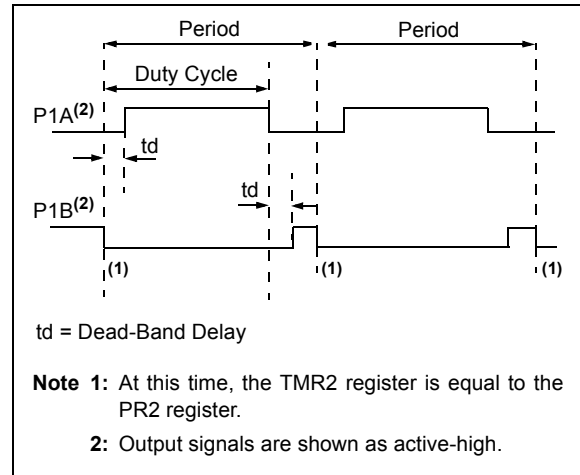 Period Period
Duty Cycle
P1A(2)
td
td
P1B(2)
(1) (1) (1)
td = Dead-Band Delay
Note 1: At this time, the TMR2 register is equal to the
PR2 register.
2: Output signals are shown as active-high.